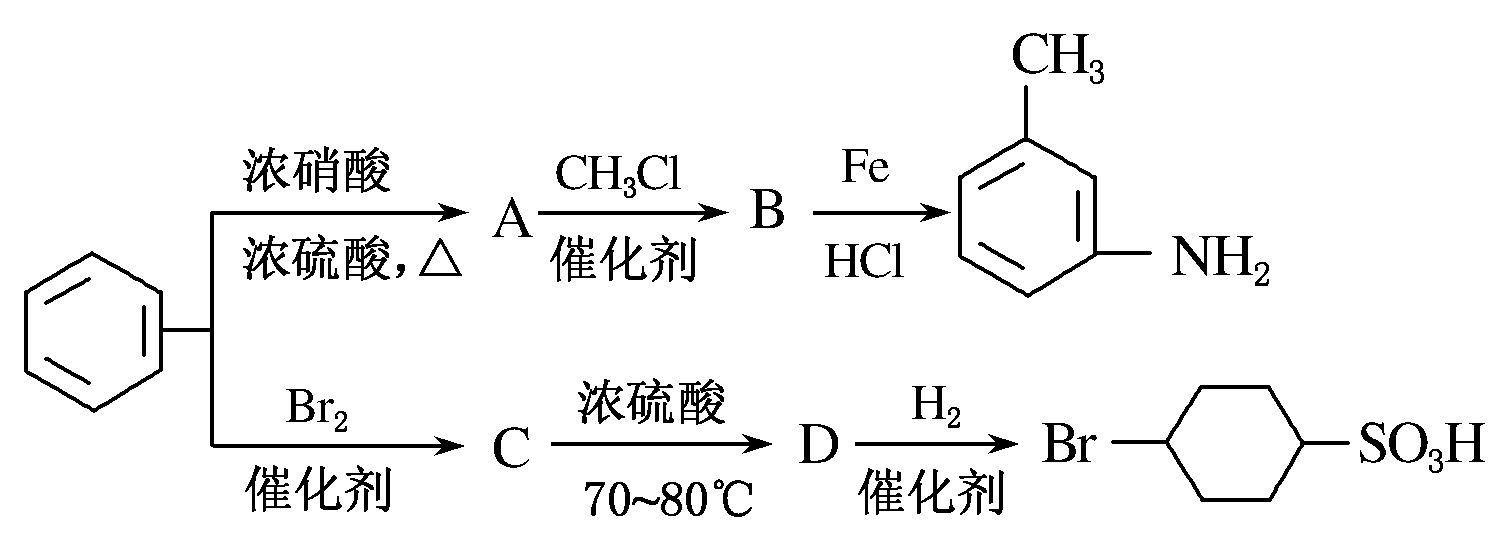 CH₃
浓硝酸
浓硫酸,△
A
CH₃Cl
催化剂
B
Fe
HCl
NH₂
Br₂
催化剂
C
浓硫酸
70~80℃
D
H₂
催化剂
Br
SO₃H